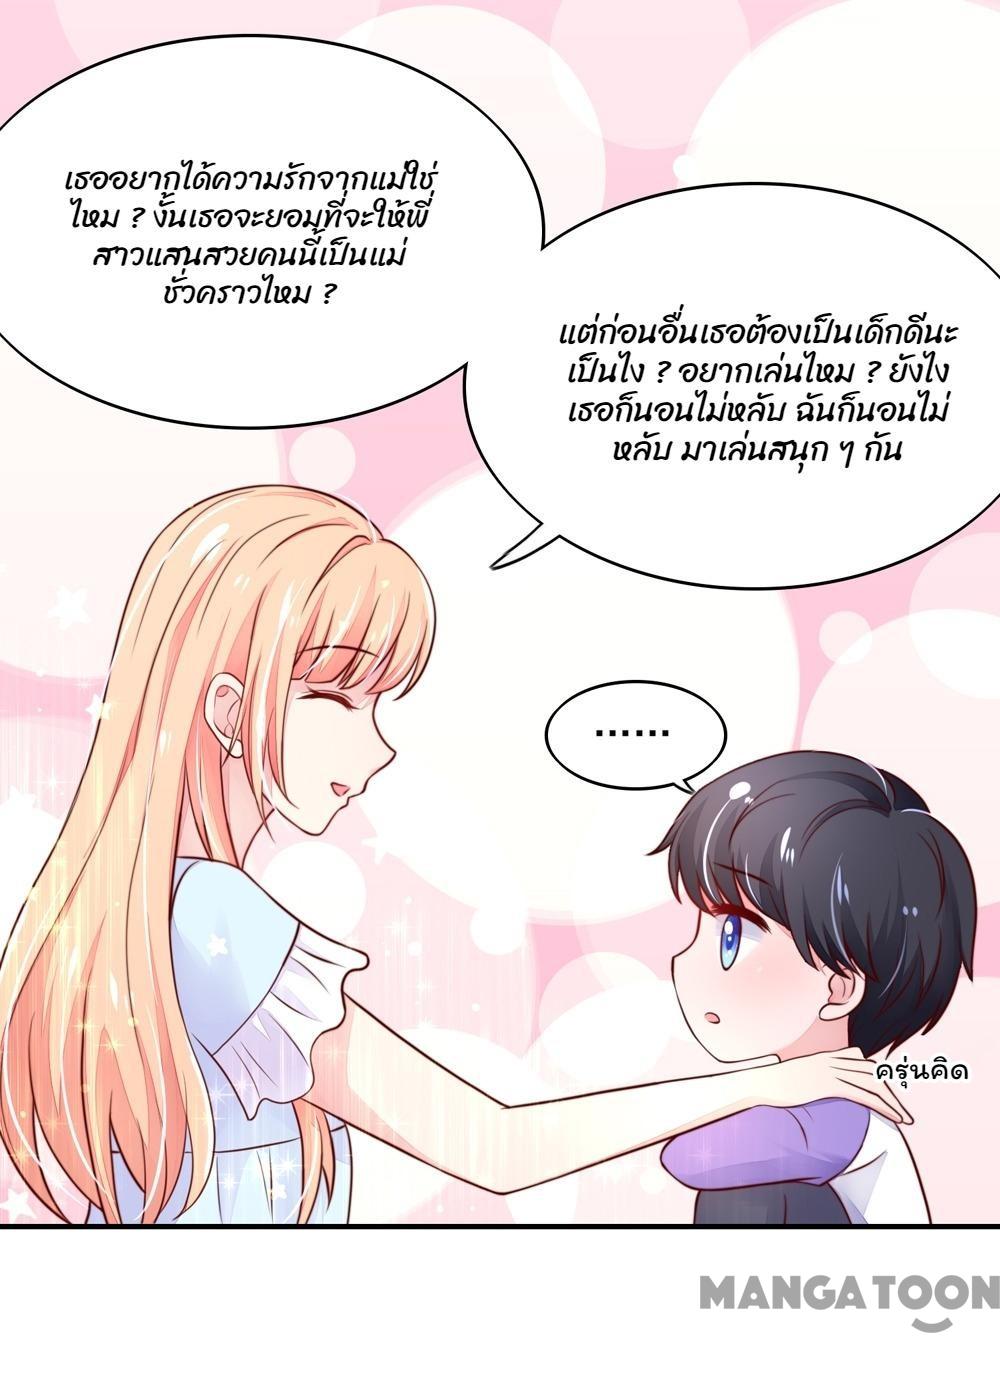 เธออยากได้ความรักจากแม่ใช่
ไหม ? งั้นเธอจะยอมที่จะให้พี่
สาวแสนสวยคนนี้เป็นแม่
ชั่วคราวไหม ?
แต่ก่อนอื่นเธอต้องเป็นเด็กดีนะ
เป็นไง ? อยากเล่นไหม ? ยังไง
เธอก็นอนไม่หลับ ฉันก็นอนไม่
หลับ มาเล่นสนุก ๆ กัน
......
ครุ่นคิด
MANGATOON